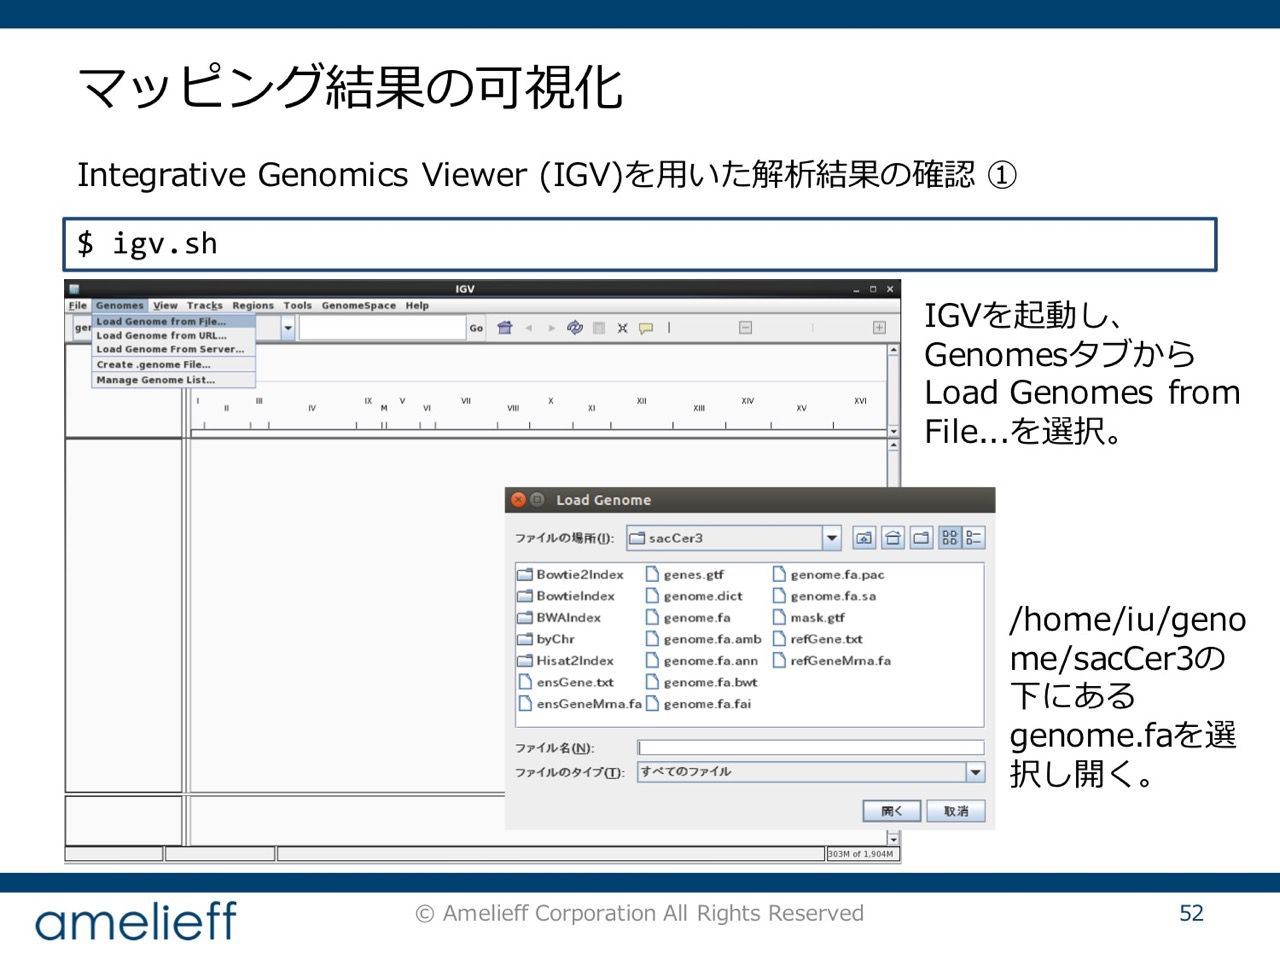 マッピング結果の可視化
Integrative Genomics Viewer (IGV)を用いた解析結果の確認 ①
$ igv.sh
IGV
File Genomes View Tracks Regions Tools GenomeSpace Help
Load Genome from File...
Load Genome from URL...
Load Genome From Server...
Create .genome File...
Manage Genome List...
Go
I II III IV IX M V VI VII VIII X XI XII XIII XIV XV XVI
IGVを起動し、
Genomesタブから
Load Genomes from
File...を選択。
Load Genome
ファイルの場所(I): sacCer3
Bowtie2Index genes.gtf genome.fa.pac
BowtieIndex genome.dict genome.fa.sa
BWAIndex genome.fa mask.gtf
byChr genome.fa.amb refGene.txt
Hisat2Index genome.fa.ann refGeneMrna.fa
ensGene.txt genome.fa.bwt
ensGeneMrna.fa genome.fa.fai
ファイル名(N):
ファイルのタイプ(T): すべてのファイル
開く 取消
/home/iu/geno
me/sacCer3の
下にある
genome.faを選
択し開く。
303M of 1,904M
amelieff
© Amelieff Corporation All Rights Reserved
52